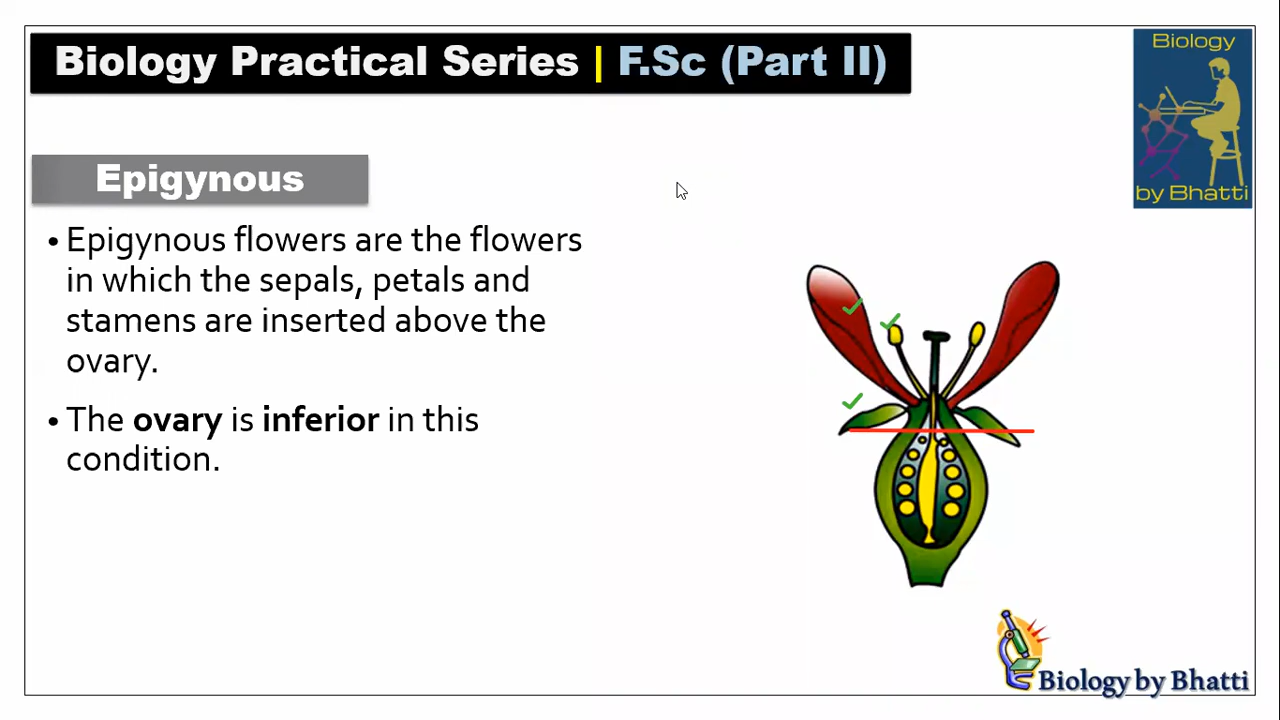 Biology Practical Series | F.Sc (Part II)
Biology
by Bhatti
Epigynous
• Epigynous flowers are the flowers
in which the sepals, petals and
stamens are inserted above the
ovary.
• The ovary is inferior in this
condition.
Biology by Bhatti